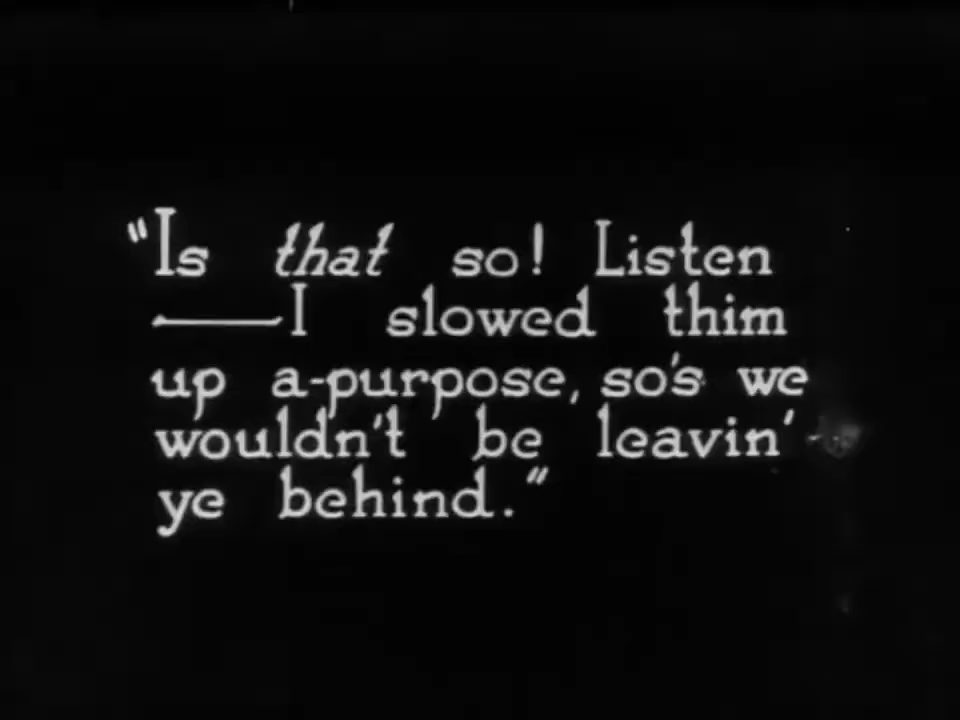 "Is that so! Listen
——I slowed thim
up a-purpose, so's we
wouldn't be leavin'
ye behind."